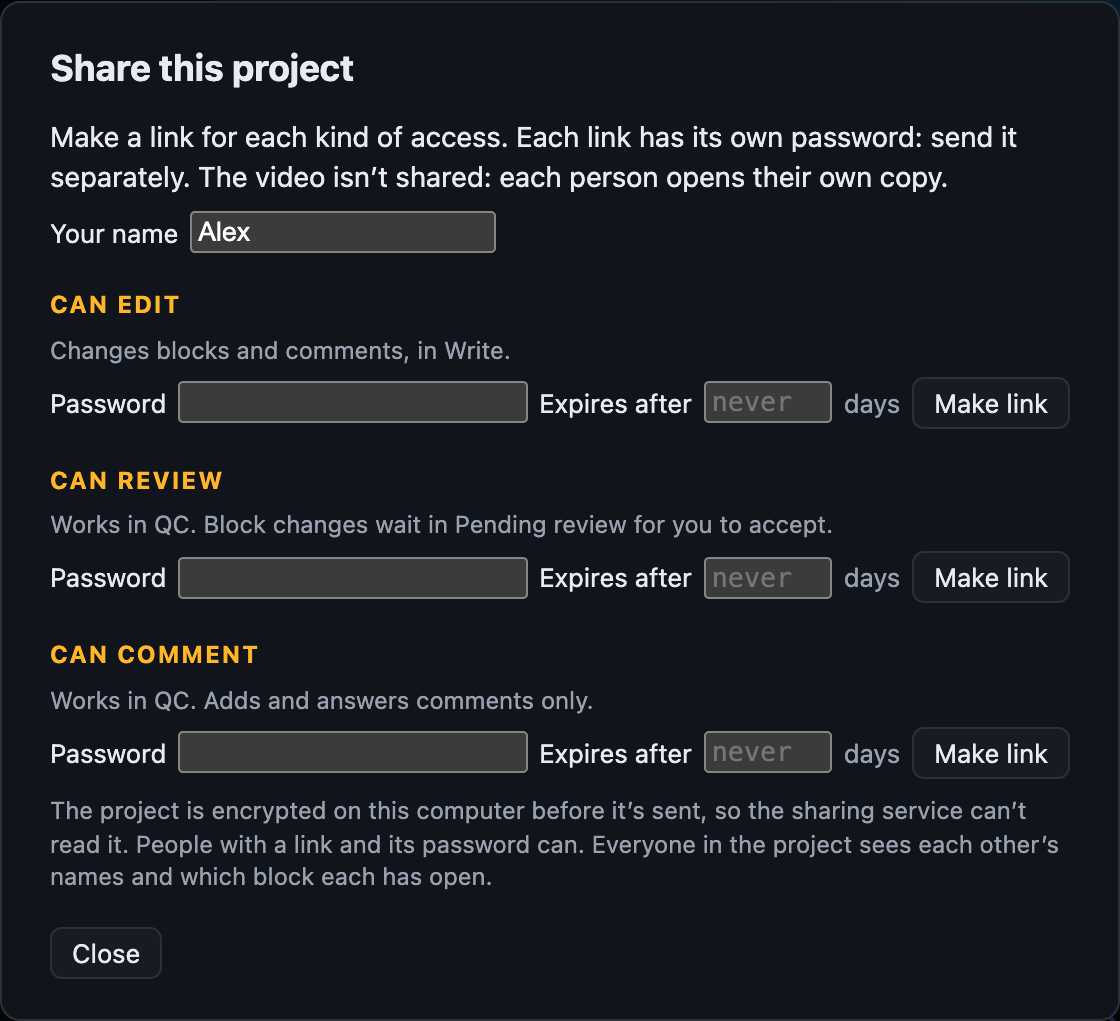 Share this project
Make a link for each kind of access. Each link has its own password: send it
separately. The video isn’t shared: each person opens their own copy.
Your name Alex
CAN EDIT
Changes blocks and comments, in Write.
Password Expires after never days Make link
CAN REVIEW
Works in QC. Block changes wait in Pending review for you to accept.
Password Expires after never days Make link
CAN COMMENT
Works in QC. Adds and answers comments only.
Password Expires after never days Make link
The project is encrypted on this computer before it’s sent, so the sharing service can’t
read it. People with a link and its password can. Everyone in the project sees each other’s
names and which block each has open.
Close